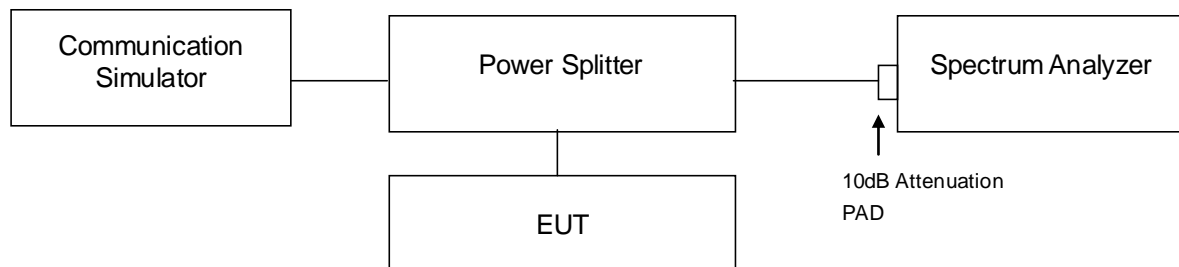 Communication
Simulator
Power Splitter
Spectrum Analyzer
10dB Attenuation
PAD
EUT